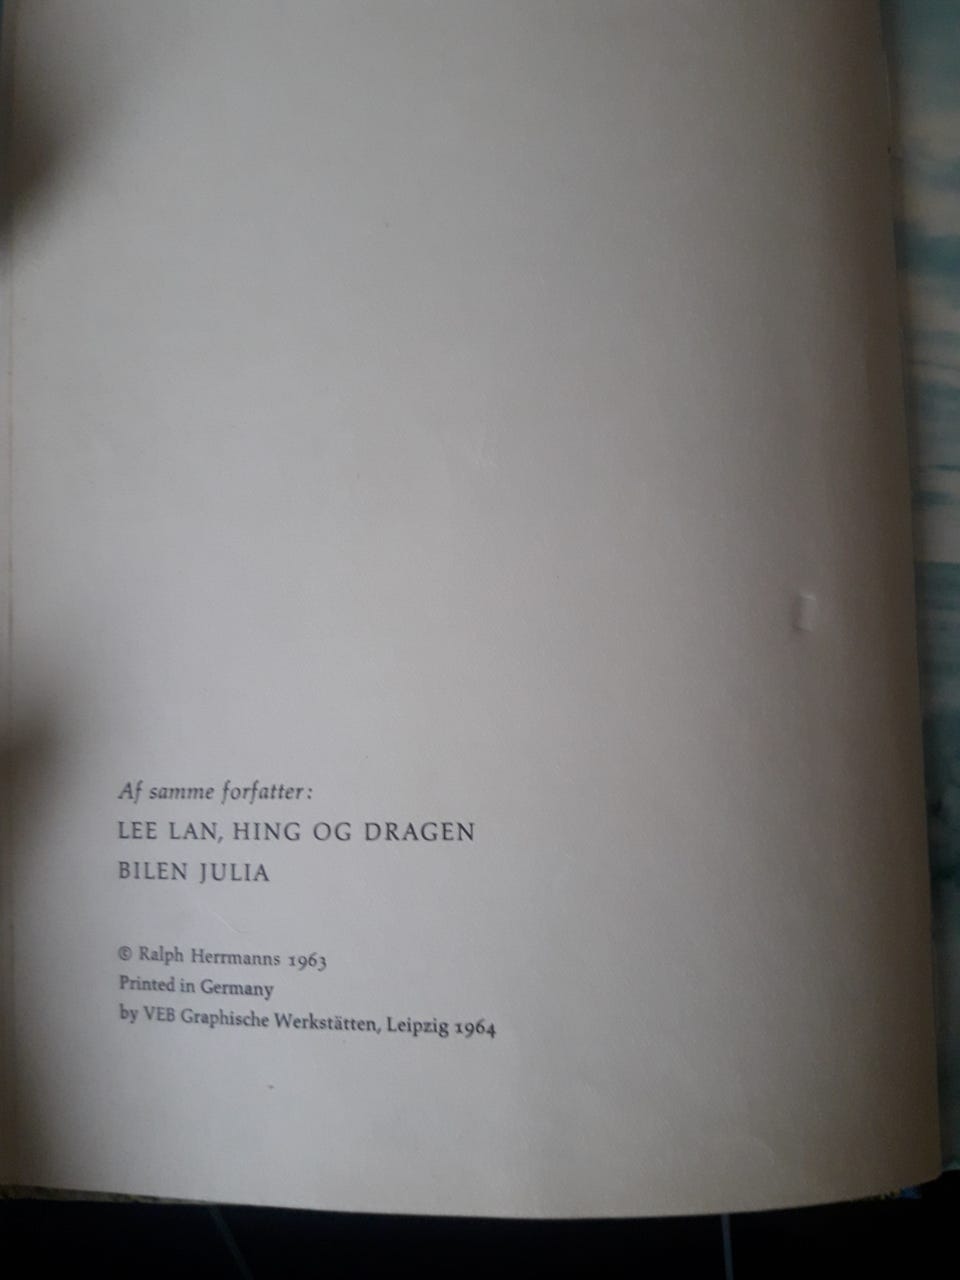 Af samme forfatter:
LEE LAN, HING OG DRAGEN
BILEN JULIA
© Ralph Herrmanns 1963
Printed in Germany
by VEB Graphische Werkstätten, Leipzig 1964